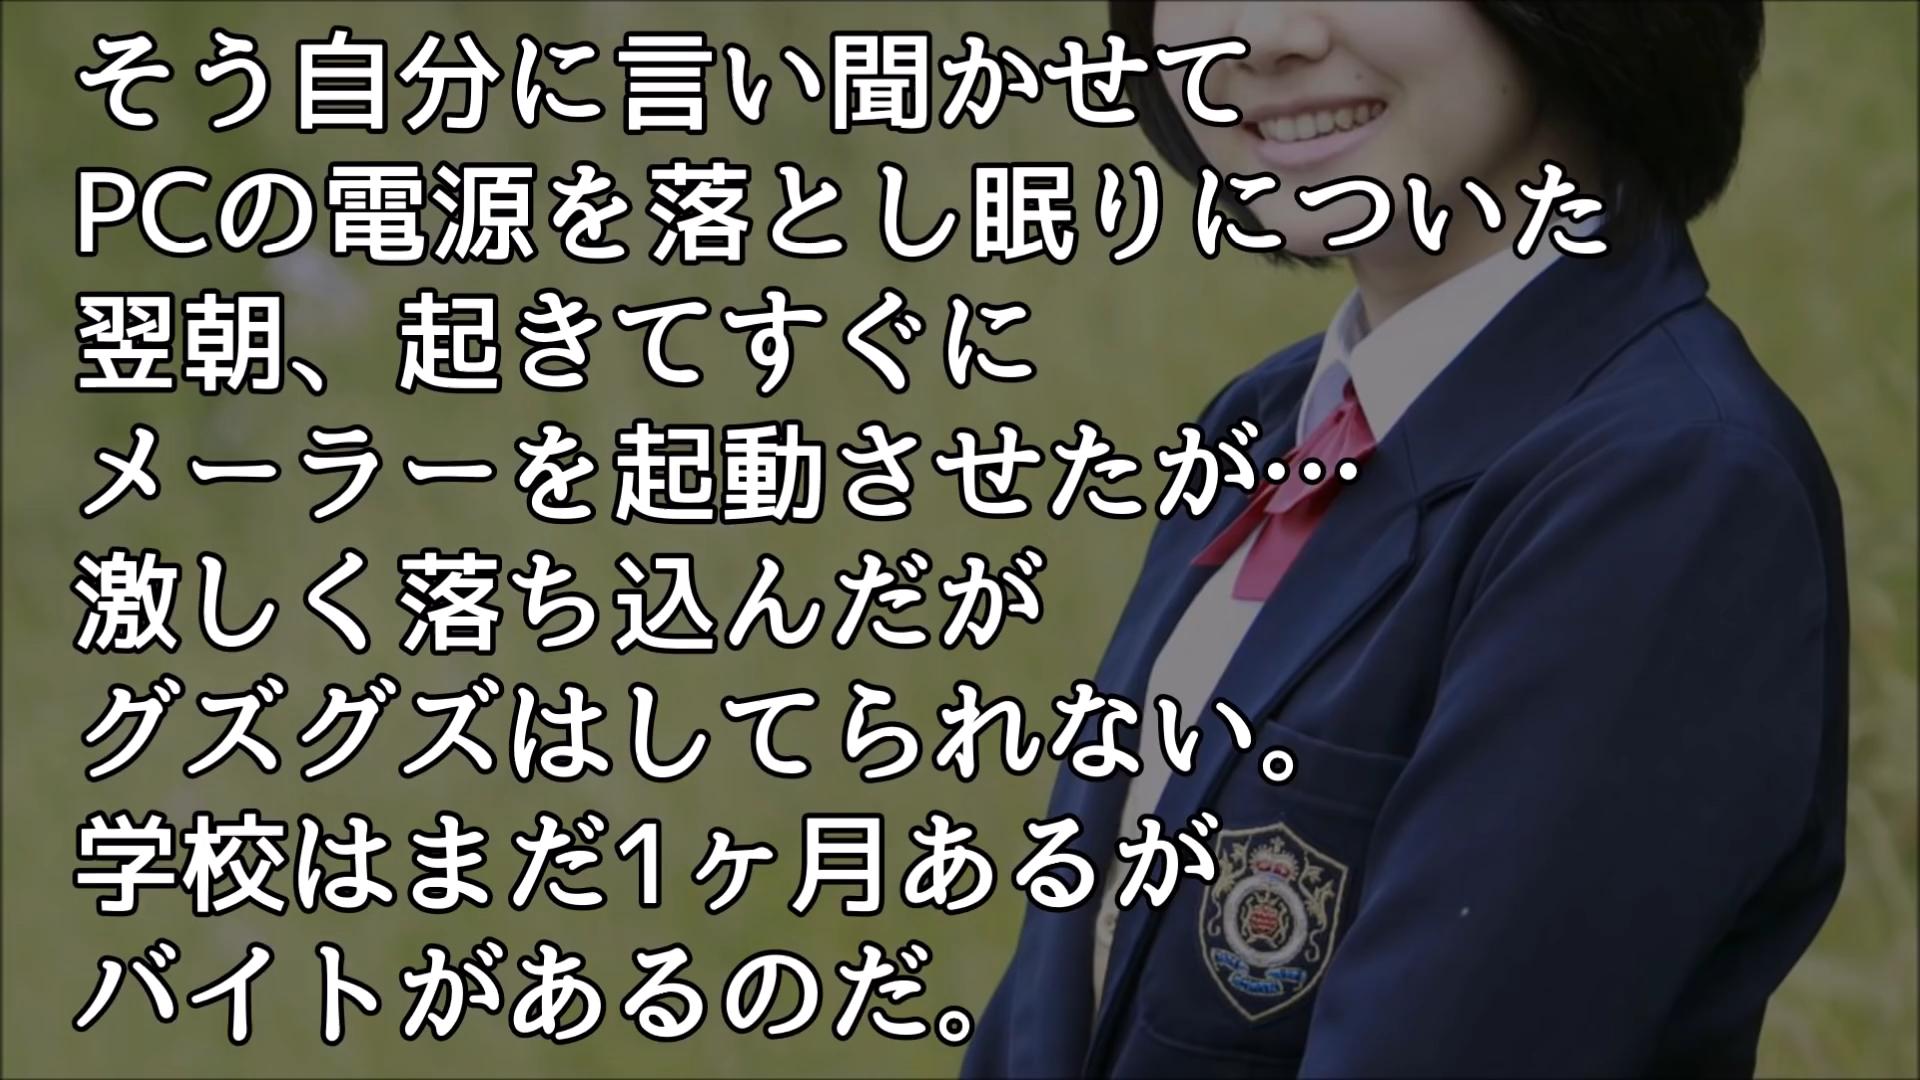 そう自分に言い聞かせて
PCの電源を落とし眠りについた
翌朝、起きてすぐに
メーラーを起動させたが…
激しく落ち込んだが
グズグズはしてられない。
学校はまだ1ヶ月あるが
バイトがあるのだ。